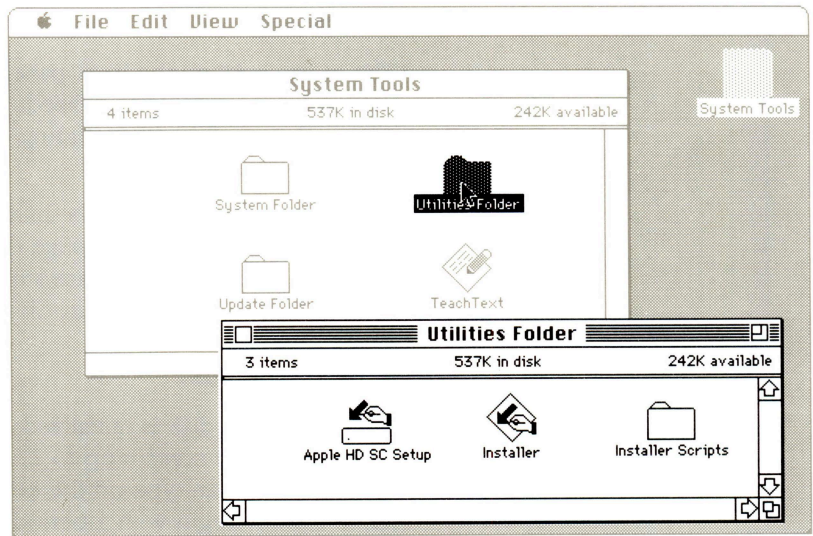 File Edit View Special
System Tools
4 items 537K in disk 242K available
System Tools
System Folder Utilities Folder
Update Folder TeachText
Utilities Folder
3 items 537K in disk 242K available
Apple HD SC Setup Installer Installer Scripts